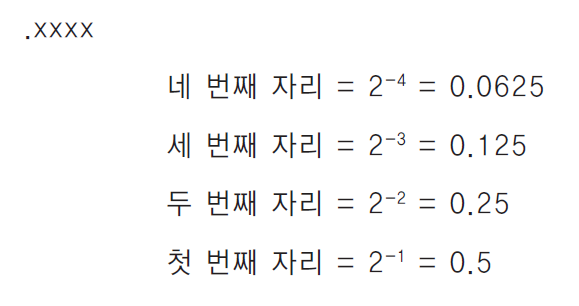 .xxxx
네 번째 자리 = 2⁻⁴ = 0.0625
세 번째 자리 = 2⁻³ = 0.125
두 번째 자리 = 2⁻² = 0.25
첫 번째 자리 = 2⁻¹ = 0.5